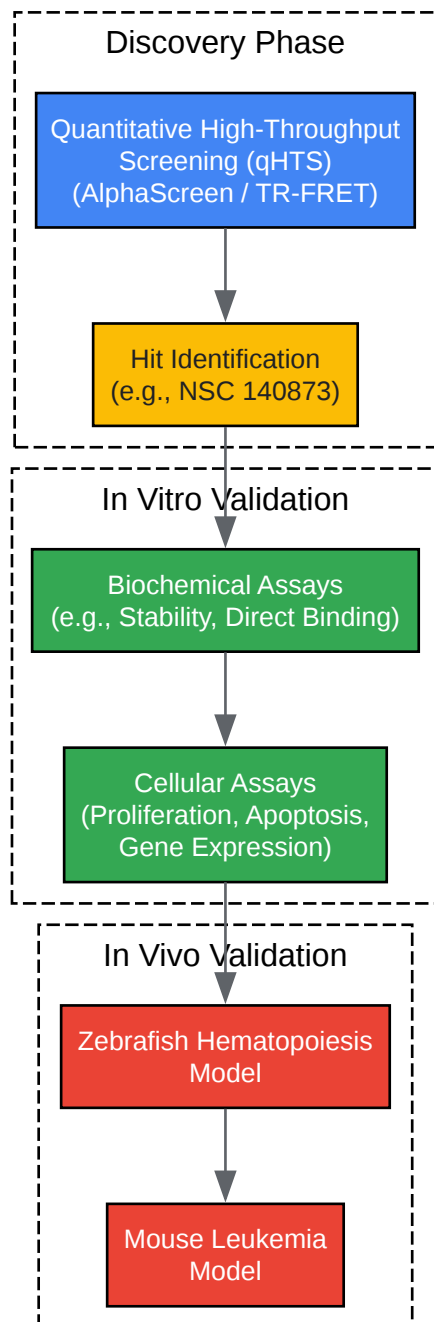 Discovery Phase
Quantitative High-Throughput
Screening (qHTS)
(AlphaScreen / TR-FRET)
Hit Identification
(e.g., NSC 140873)
In Vitro Validation
Biochemical Assays
(e.g., Stability, Direct Binding)
Cellular Assays
(Proliferation, Apoptosis,
Gene Expression)
In Vivo Validation
Zebrafish Hematopoiesis
Model
Mouse Leukemia
Model